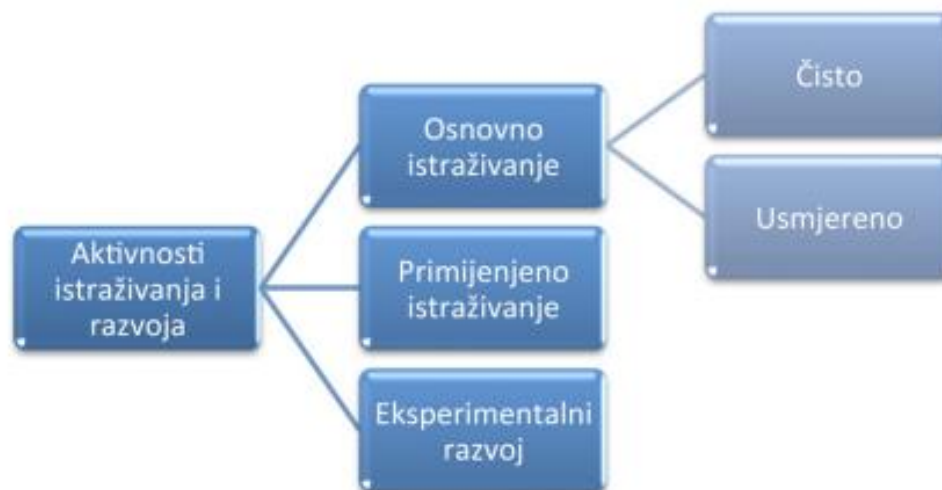 Aktivnosti
istraživanja i
razvoja
Osnovno
istraživanje
Primijenjeno
istraživanje
Eksperimentalni
razvoj
Čisto
Usmjereno